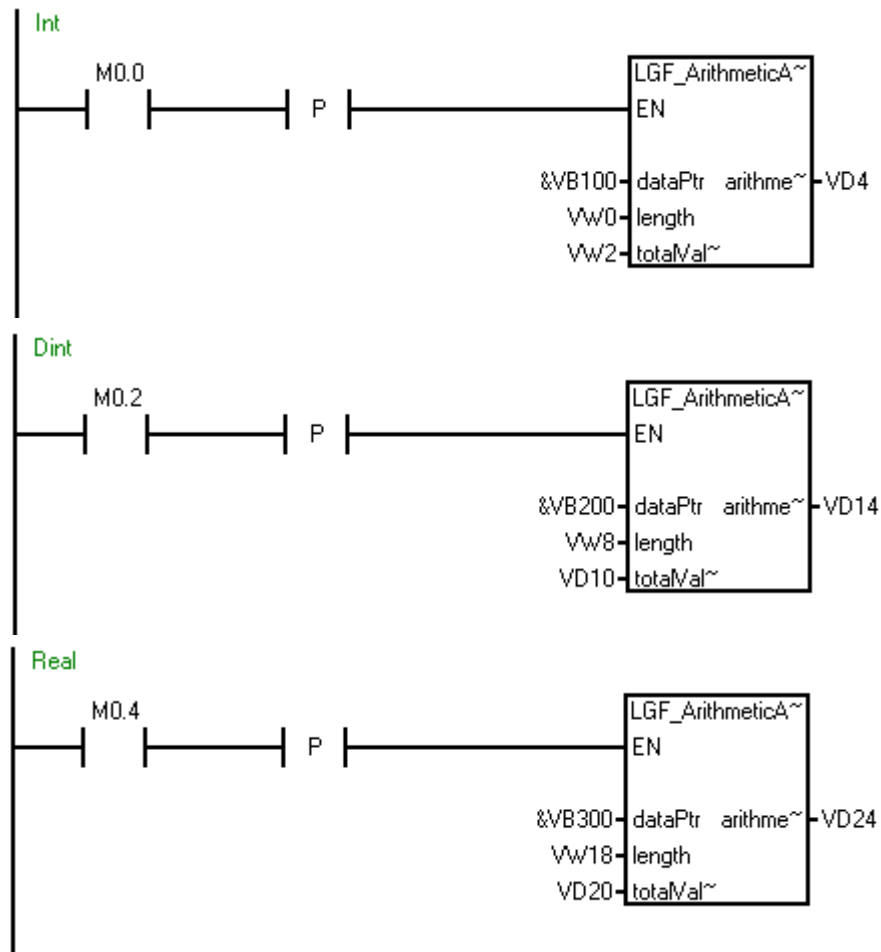 Int
M0.0
P
LGF_ArithmeticA~
EN
&VB100 dataPtr arithme~ VD4
VW0 length
VW2 totalVal~
Dint
M0.2
P
LGF_ArithmeticA~
EN
&VB200 dataPtr arithme~ VD14
VW8 length
VD10 totalVal~
Real
M0.4
P
LGF_ArithmeticA~
EN
&VB300 dataPtr arithme~ VD24
VW18 length
VD20 totalVal~